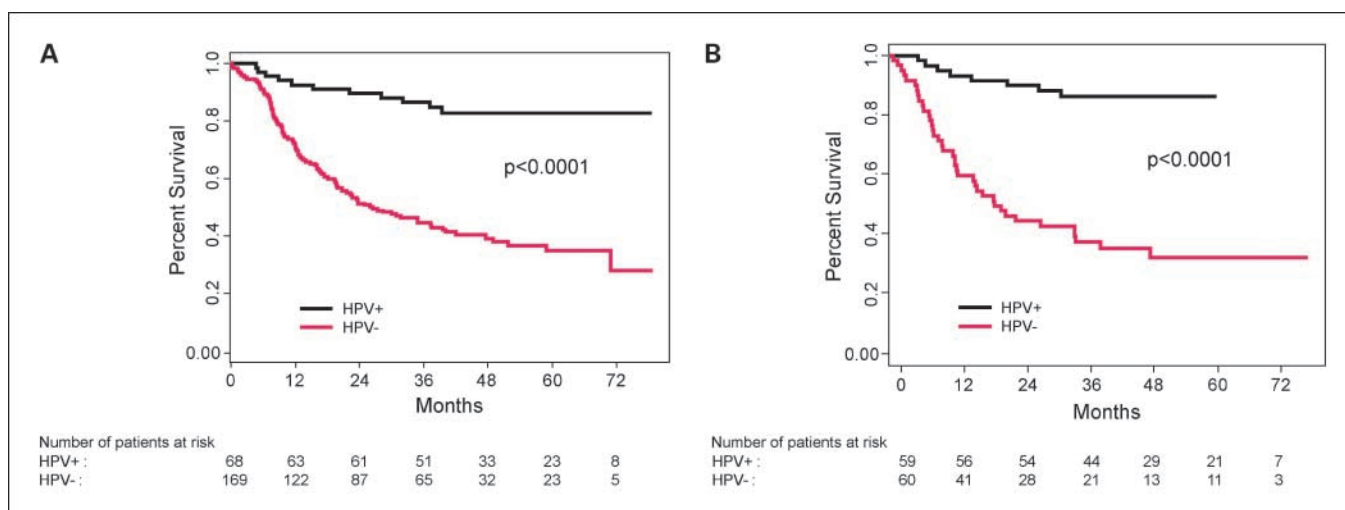 A
Percent Survival
1.0
0.8
0.6
0.4
0.2
0.00
p<0.0001
HPV+
HPV-
0 12 24 36 48 60 72
Months
Number of patients at risk
HPV+ : 68 63 61 51 33 23 8
HPV- : 169 122 87 65 32 23 5
B
Percent Survival
1.0
0.8
0.6
0.4
0.2
0.00
p<0.0001
HPV+
HPV-
0 12 24 36 48 60 72
Months
Number of patients at risk
HPV+ : 59 56 54 44 29 21 7
HPV- : 60 41 28 21 13 11 3